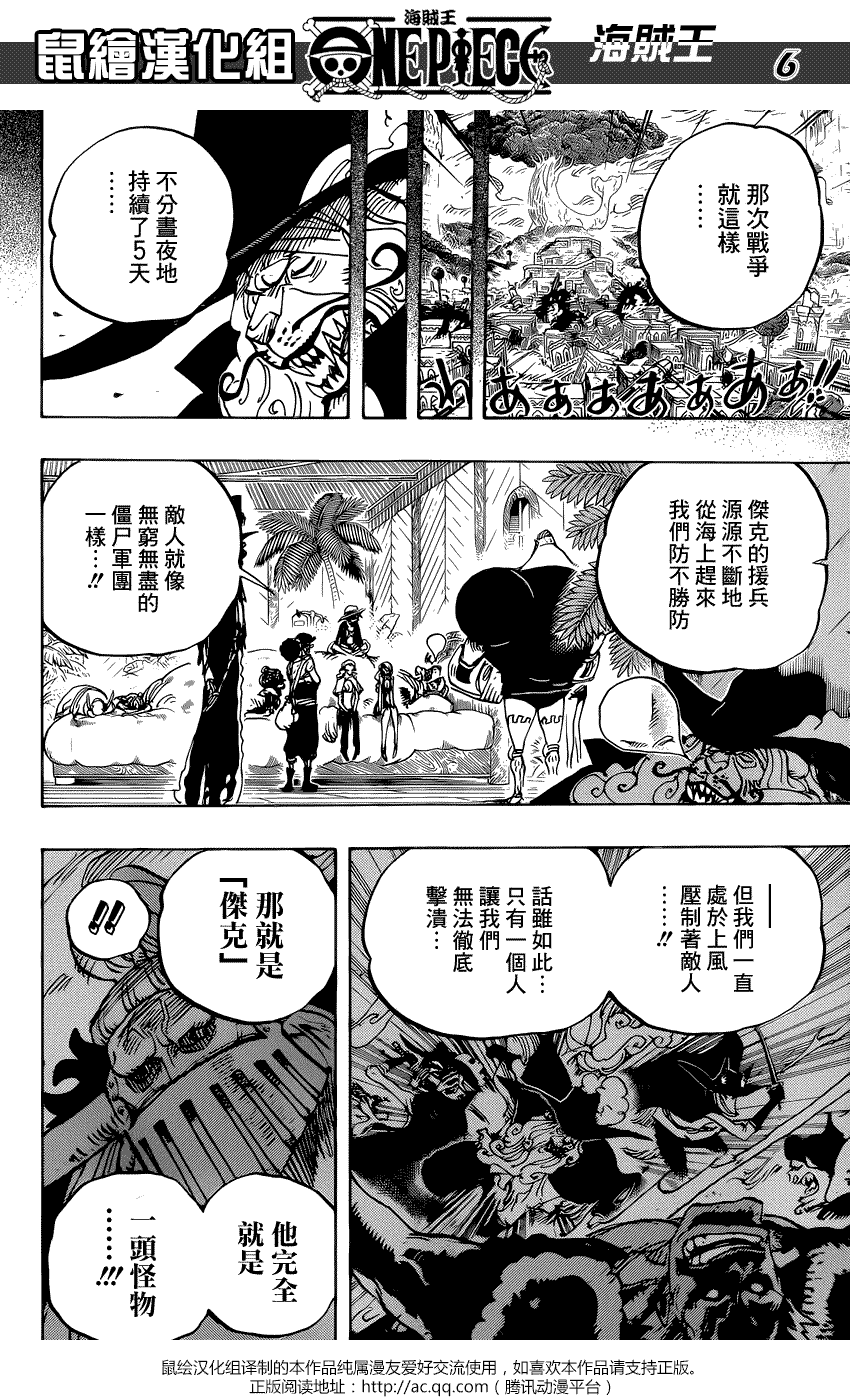 鼠繪漢化組
海賊王
ONE PIECE
海賊王
6
那次戰爭
就這樣
……
不分晝夜地
持續了5天
……
わああはぁああ!!
傑克的援兵
源源不斷地
從海上趕來
我們防不勝防
敵人就像
無窮無盡的
僵尸軍團
一樣…!!
但我們一直
處於上風
壓制著敵人
……!!
話雖如此…
只有一個人
讓我們
無法徹底
擊潰…
那就是
『傑克』
!!
他完全
就是
一頭怪物
……!!!
鼠绘汉化组译制的本作品纯属漫友爱好交流使用，如喜欢本作品请支持正版。
正版阅读地址：http://ac.qq.com（腾讯动漫平台）